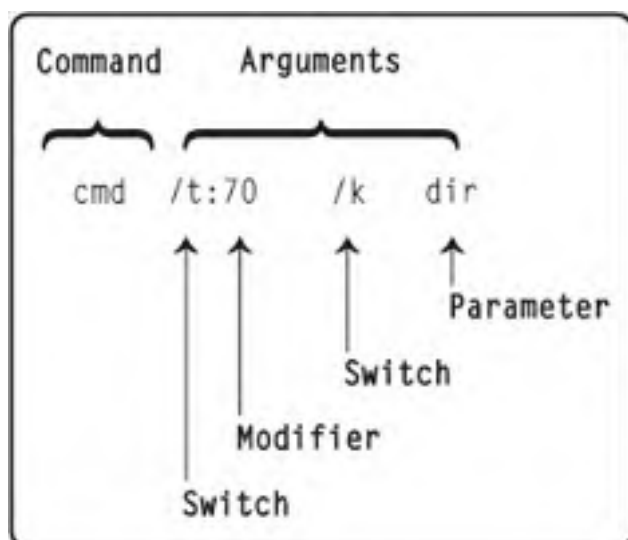 Command Arguments
cmd /t:70 /k dir
Parameter
Switch
Modifier
Switch